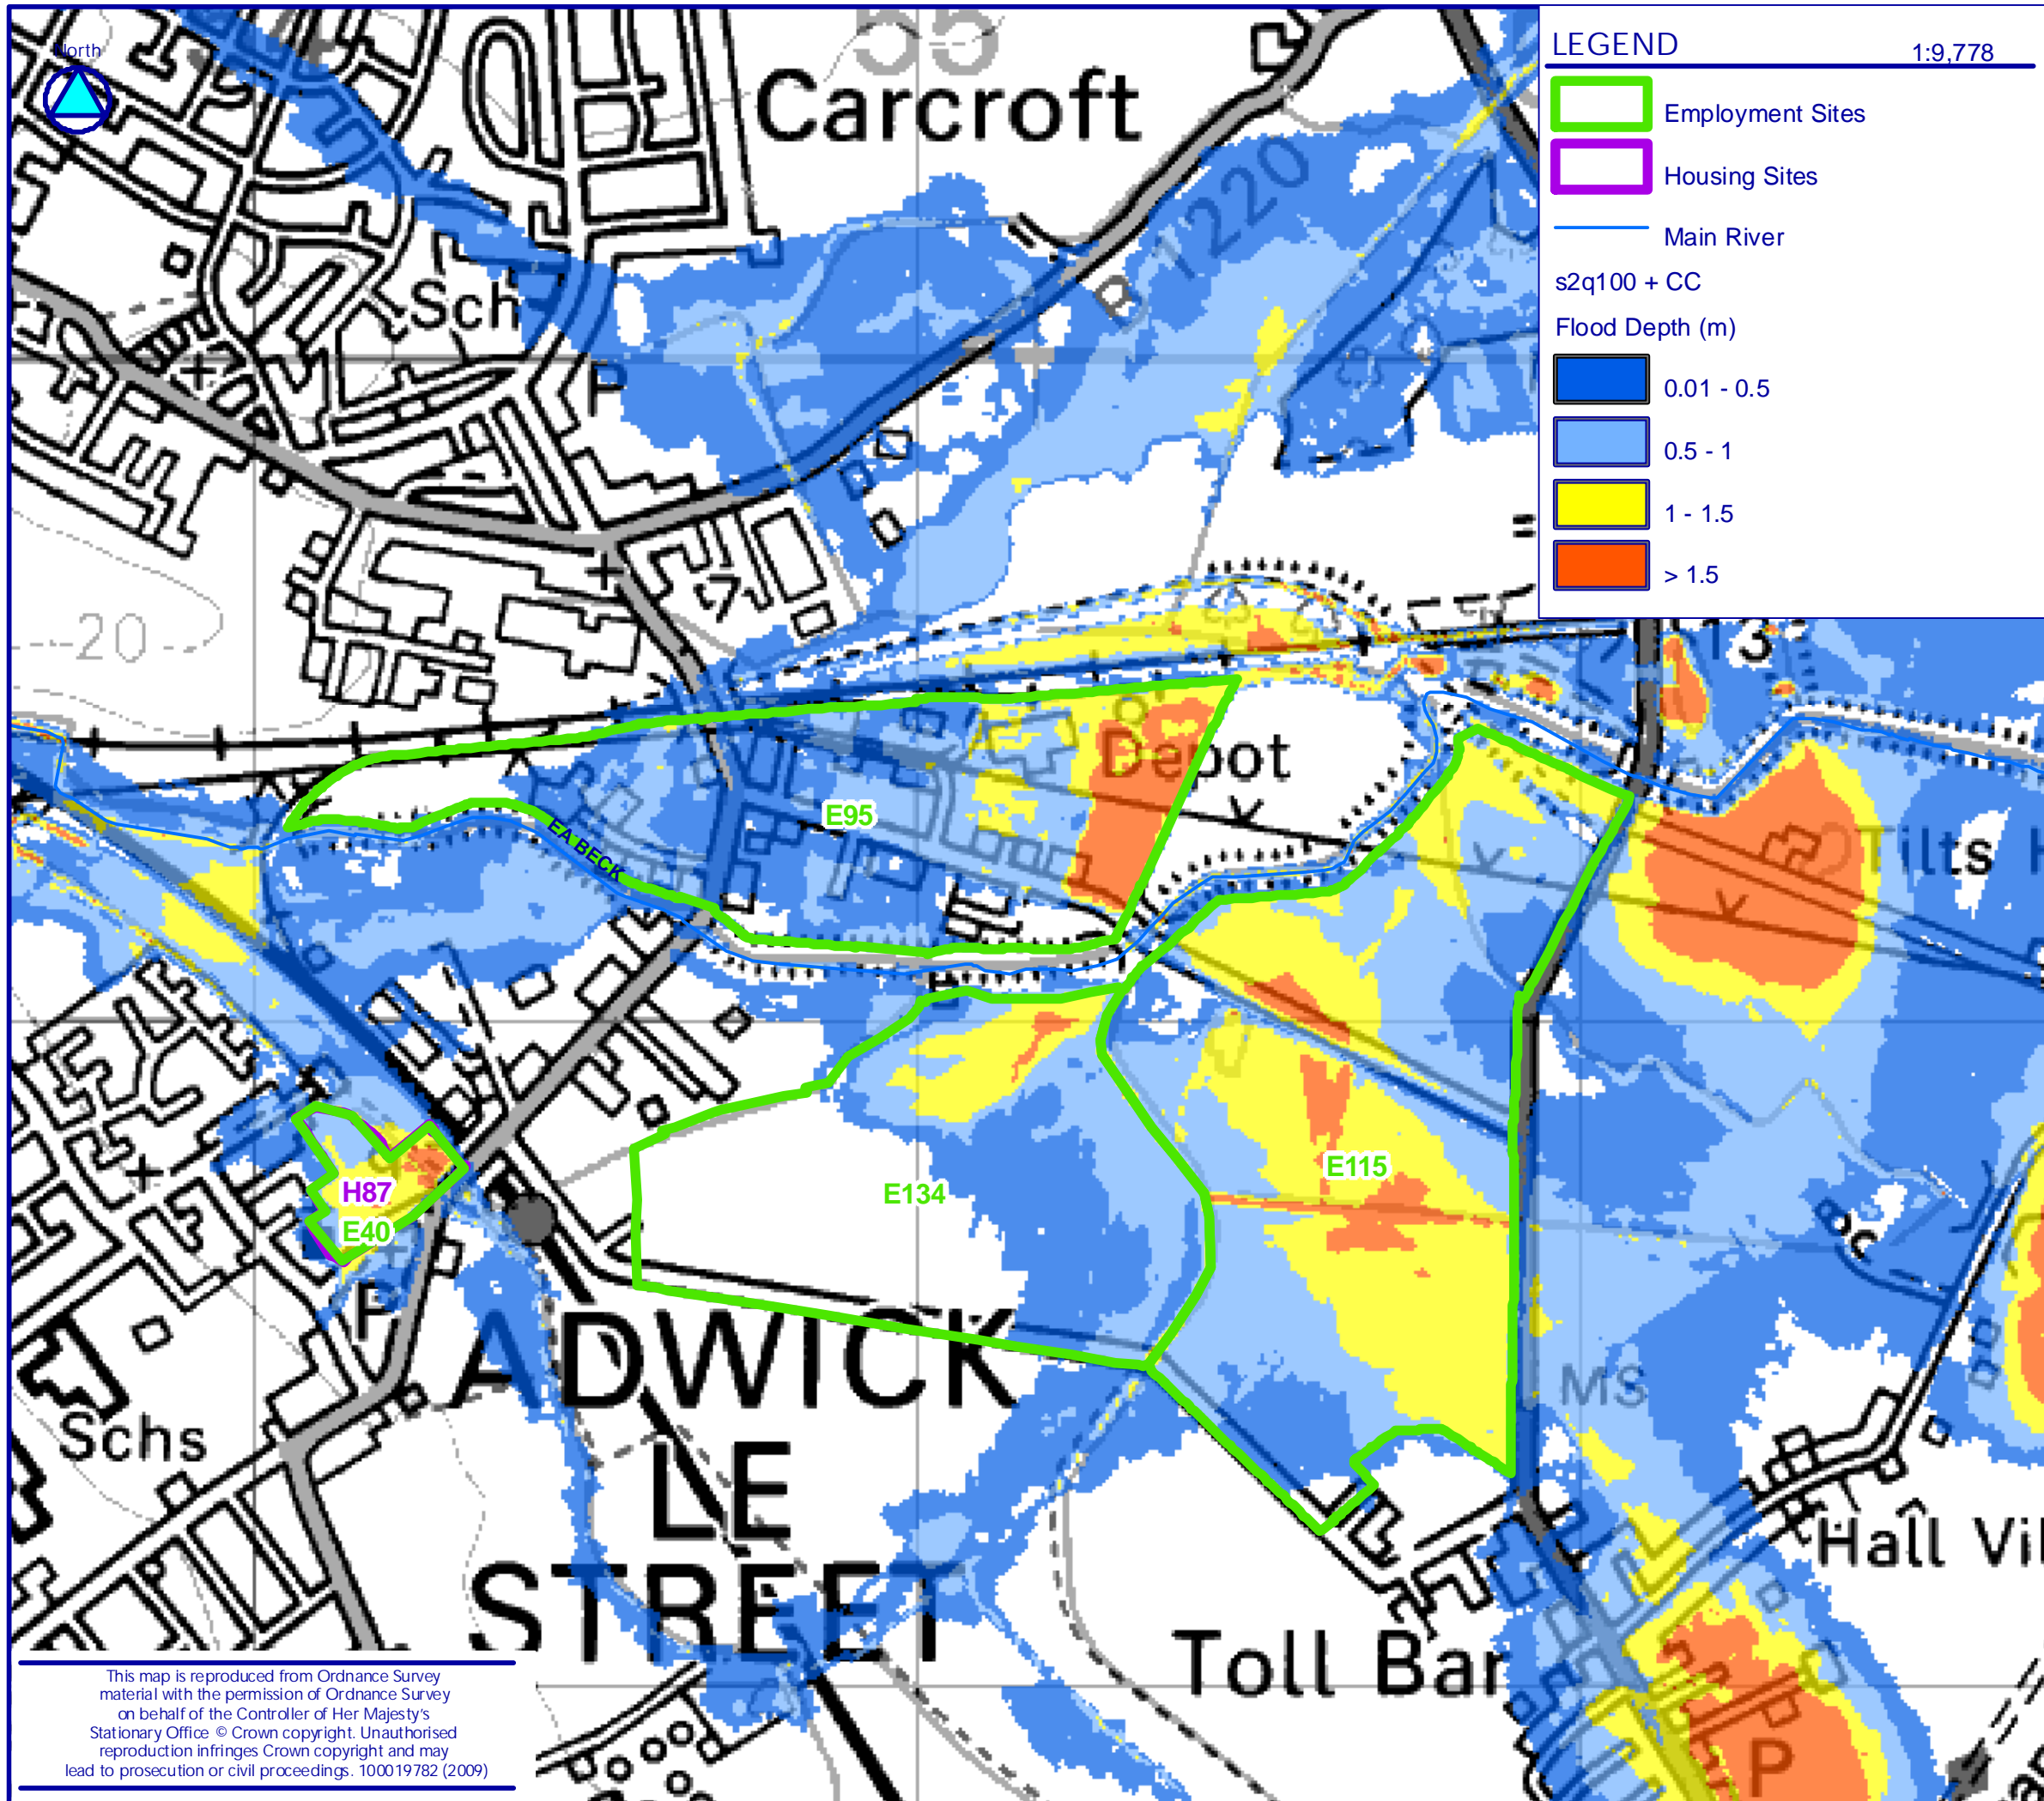 North
55
Carcroft
1220
Sch
P
20
LEGEND
1:9,778
Employment Sites
Housing Sites
Main River
s2q100 + CC
Flood Depth (m)
0.01 - 0.5
0.5 - 1
1 - 1.5
> 1.5
13
Depot
E95
EA BECK
Tilts H
E115
E134
H87
E40
P
ADWICK
LE
STREET
Schs
MS
Hall Vil
Toll Bar
P
This map is reproduced from Ordnance Survey
material with the permission of Ordnance Survey
on behalf of the Controller of Her Majesty's
Stationary Office © Crown copyright. Unauthorised
reproduction infringes Crown copyright and may
lead to prosecution or civil proceedings. 100019782 (2009)